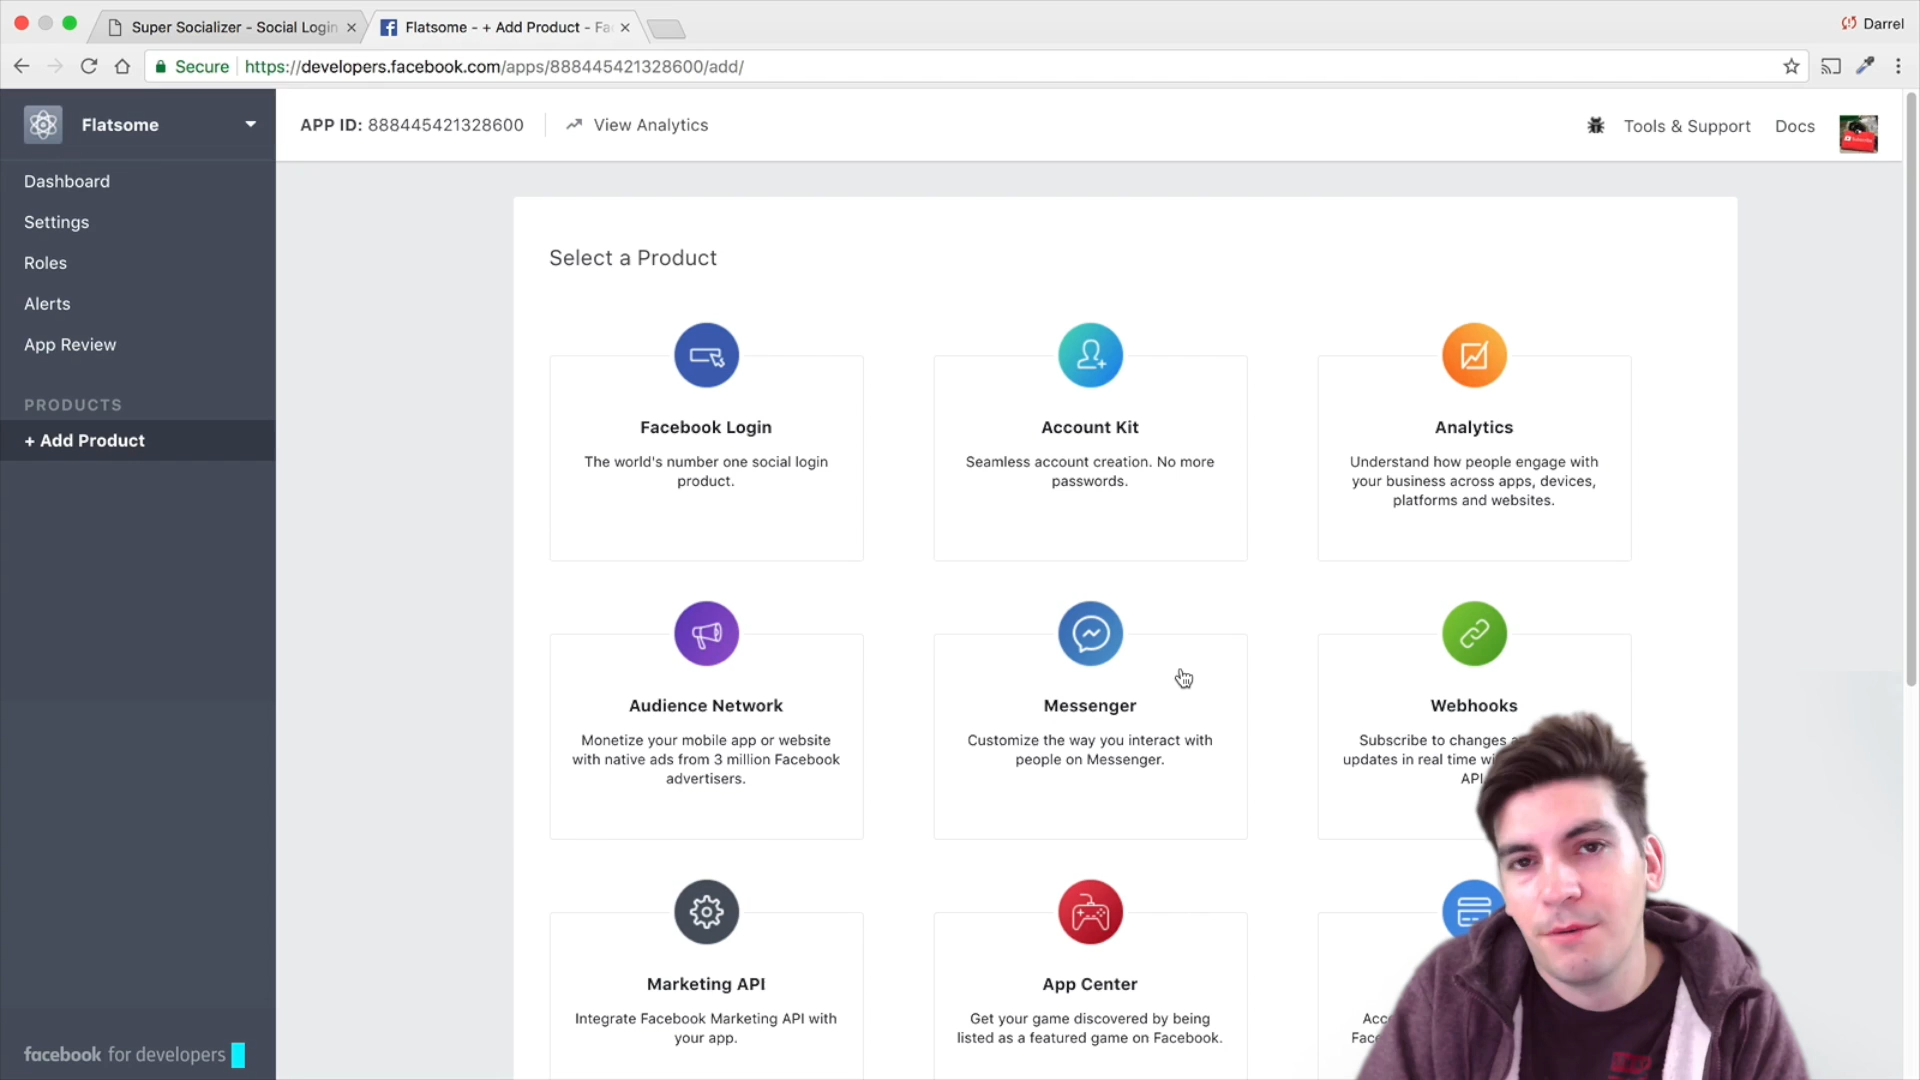 Super Socializer - Social Login
Flatsome - + Add Product - Fa
Darrel
Secure
https://developers.facebook.com/apps/888445421328600/add/
Flatsome
APP ID: 888445421328600
View Analytics
Tools & Support
Docs
Dashboard
Settings
Roles
Alerts
App Review
PRODUCTS
+ Add Product
Select a Product
Facebook Login
The world's number one social login
product.
Account Kit
Seamless account creation. No more
passwords.
Analytics
Understand how people engage with
your business across apps, devices,
platforms and websites.
Audience Network
Monetize your mobile app or website
with native ads from 3 million Facebook
advertisers.
Messenger
Customize the way you interact with
people on Messenger.
Webhooks
Subscribe to changes
updates in real time
API
Marketing API
Integrate Facebook Marketing API with
your app.
App Center
Get your game discovered by being
listed as a featured game on Facebook.
facebook for developers